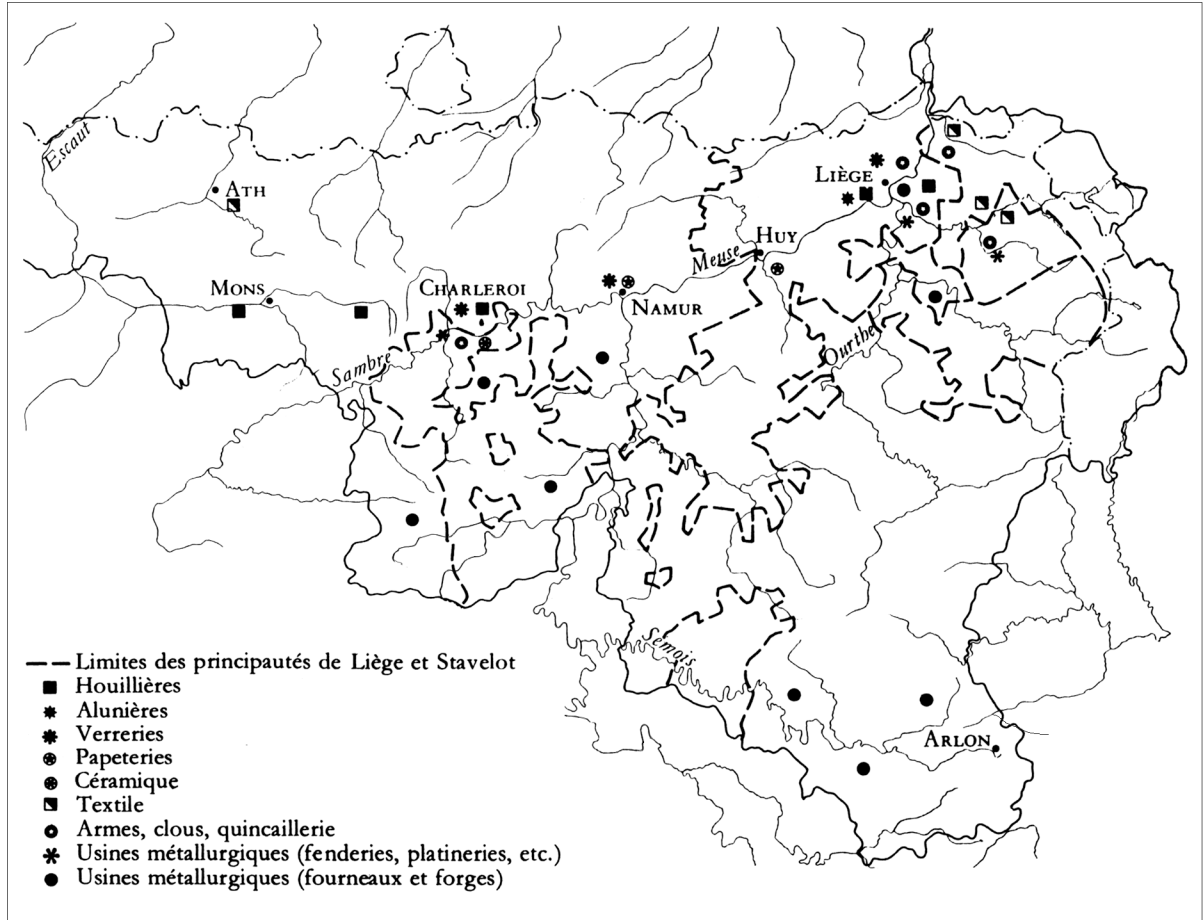 Escaut
ATH
LIÈGE
HUY
Meuse
MONS
CHARLEROI
NAMUR
Sambre
Ourthe
Semois
ARLON
Limites des principautés de Liège et Stavelot
Houillières
Alunières
Verreries
Papeteries
Céramique
Textile
Armes, clous, quincaillerie
Usines métallurgiques (fenderies, platineries, etc.)
Usines métallurgiques (fourneaux et forges)